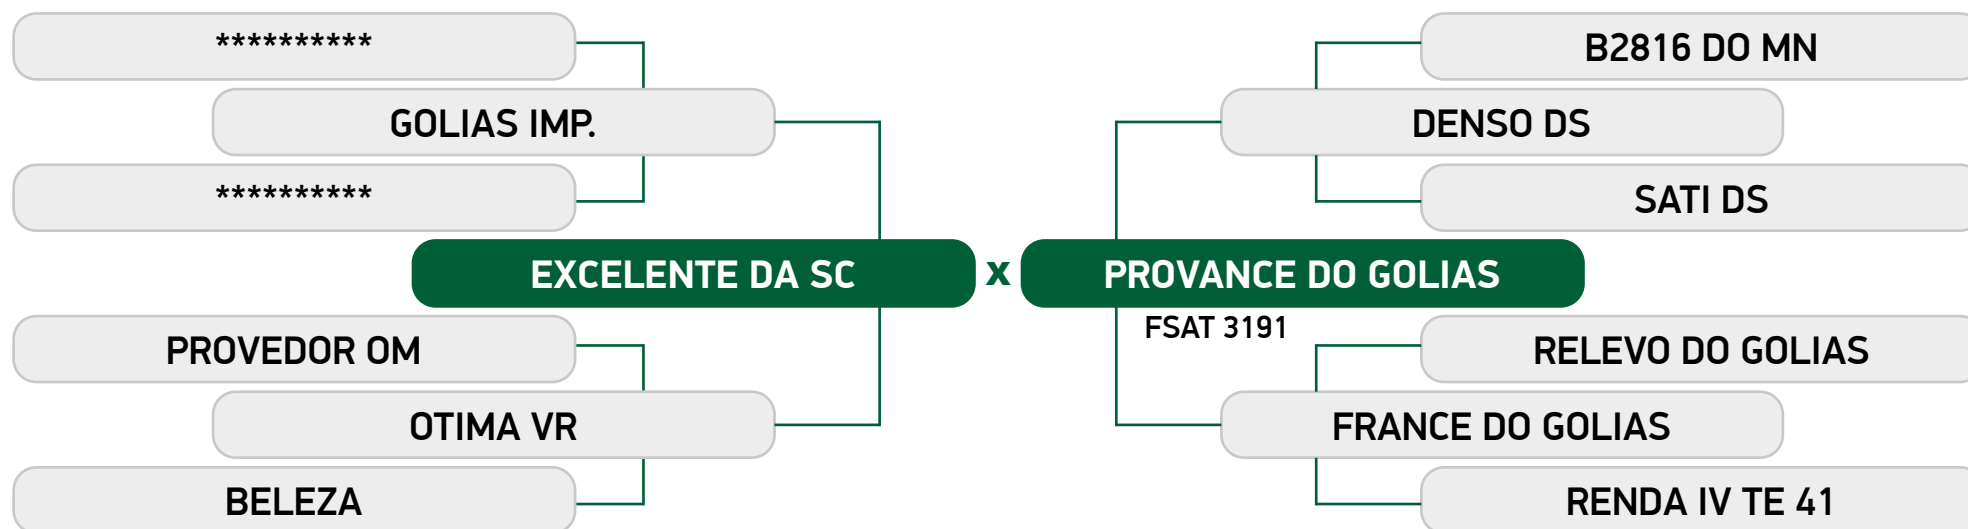 **********
B2816 DO MN
GOLIAS IMP.
DENSO DS
**********
SATI DS
EXCELENTE DA SC x PROVANCE DO GOLIAS
FSAT 3191
PROVEDOR OM
RELEVO DO GOLIAS
OTIMA VR
FRANCE DO GOLIAS
BELEZA
RENDA IV TE 41